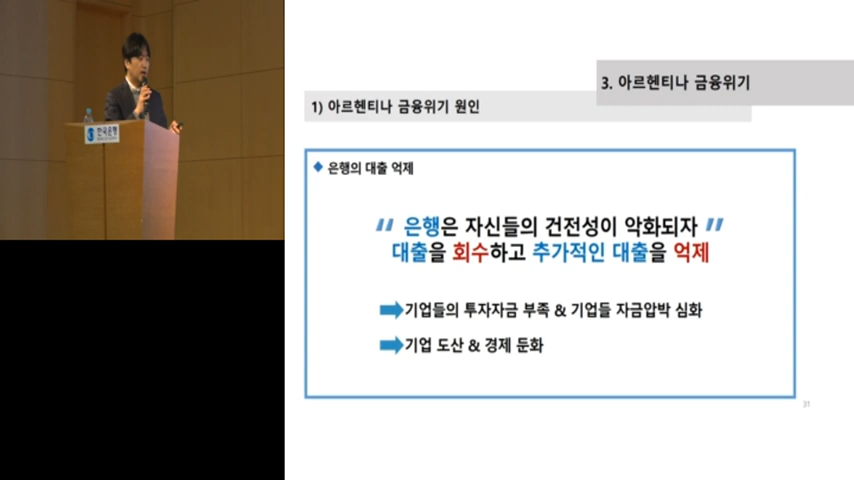 3. 아르헨티나 금융위기
1) 아르헨티나 금융위기 원인
◆ 은행의 대출 억제
“ 은행은 자신들의 건전성이 악화되자 ”
대출을 회수하고 추가적인 대출을 억제
기업들의 투자자금 부족 & 기업들 자금압박 심화
기업 도산 & 경제 둔화
31
한국은행